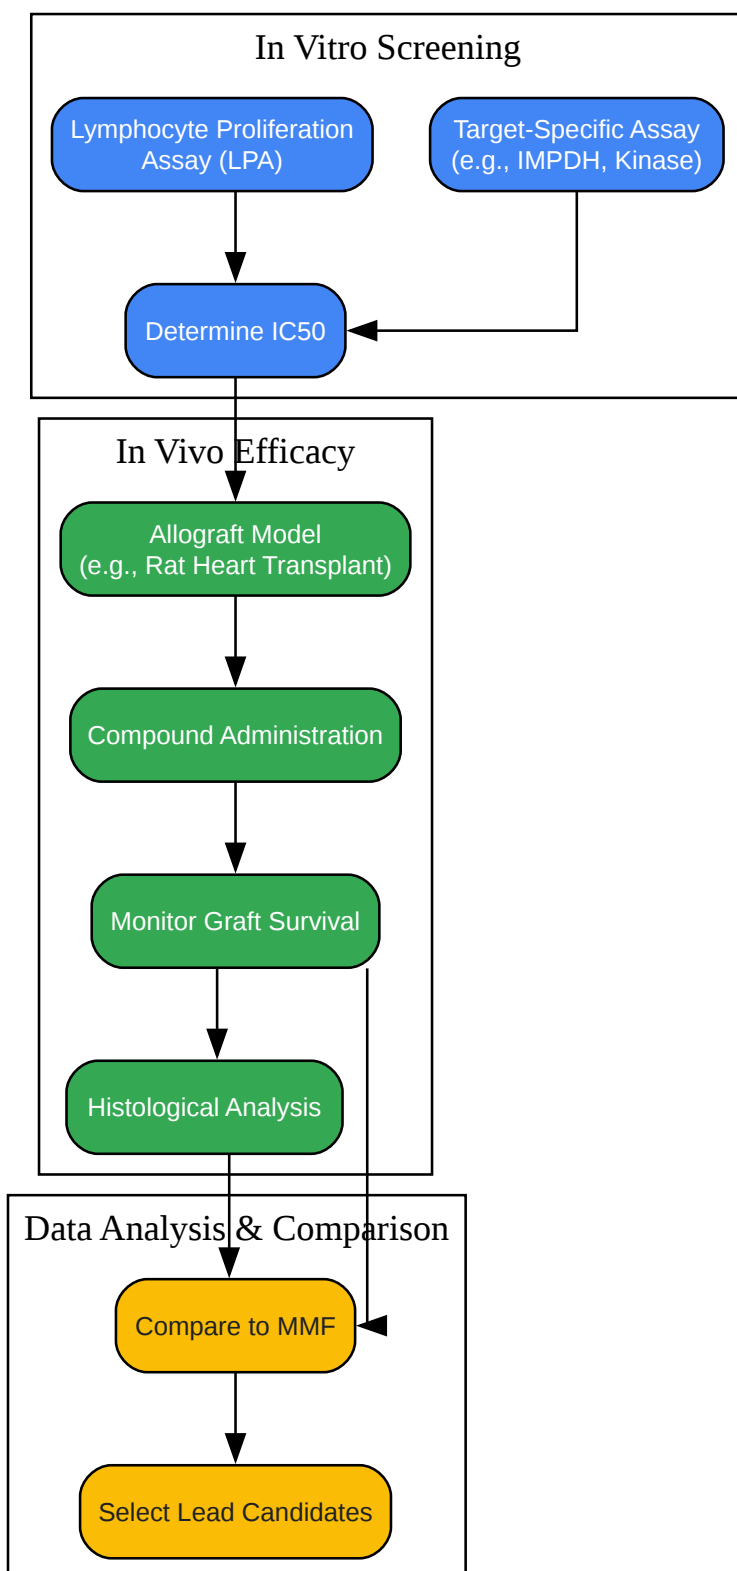 In Vitro Screening
Lymphocyte Proliferation
Assay (LPA)
Target-Specific Assay
(e.g., IMPDH, Kinase)
Determine IC50
In Vivo Efficacy
Allograft Model
(e.g., Rat Heart Transplant)
Compound Administration
Monitor Graft Survival
Histological Analysis
Data Analysis & Comparison
Compare to MMF
Select Lead Candidates